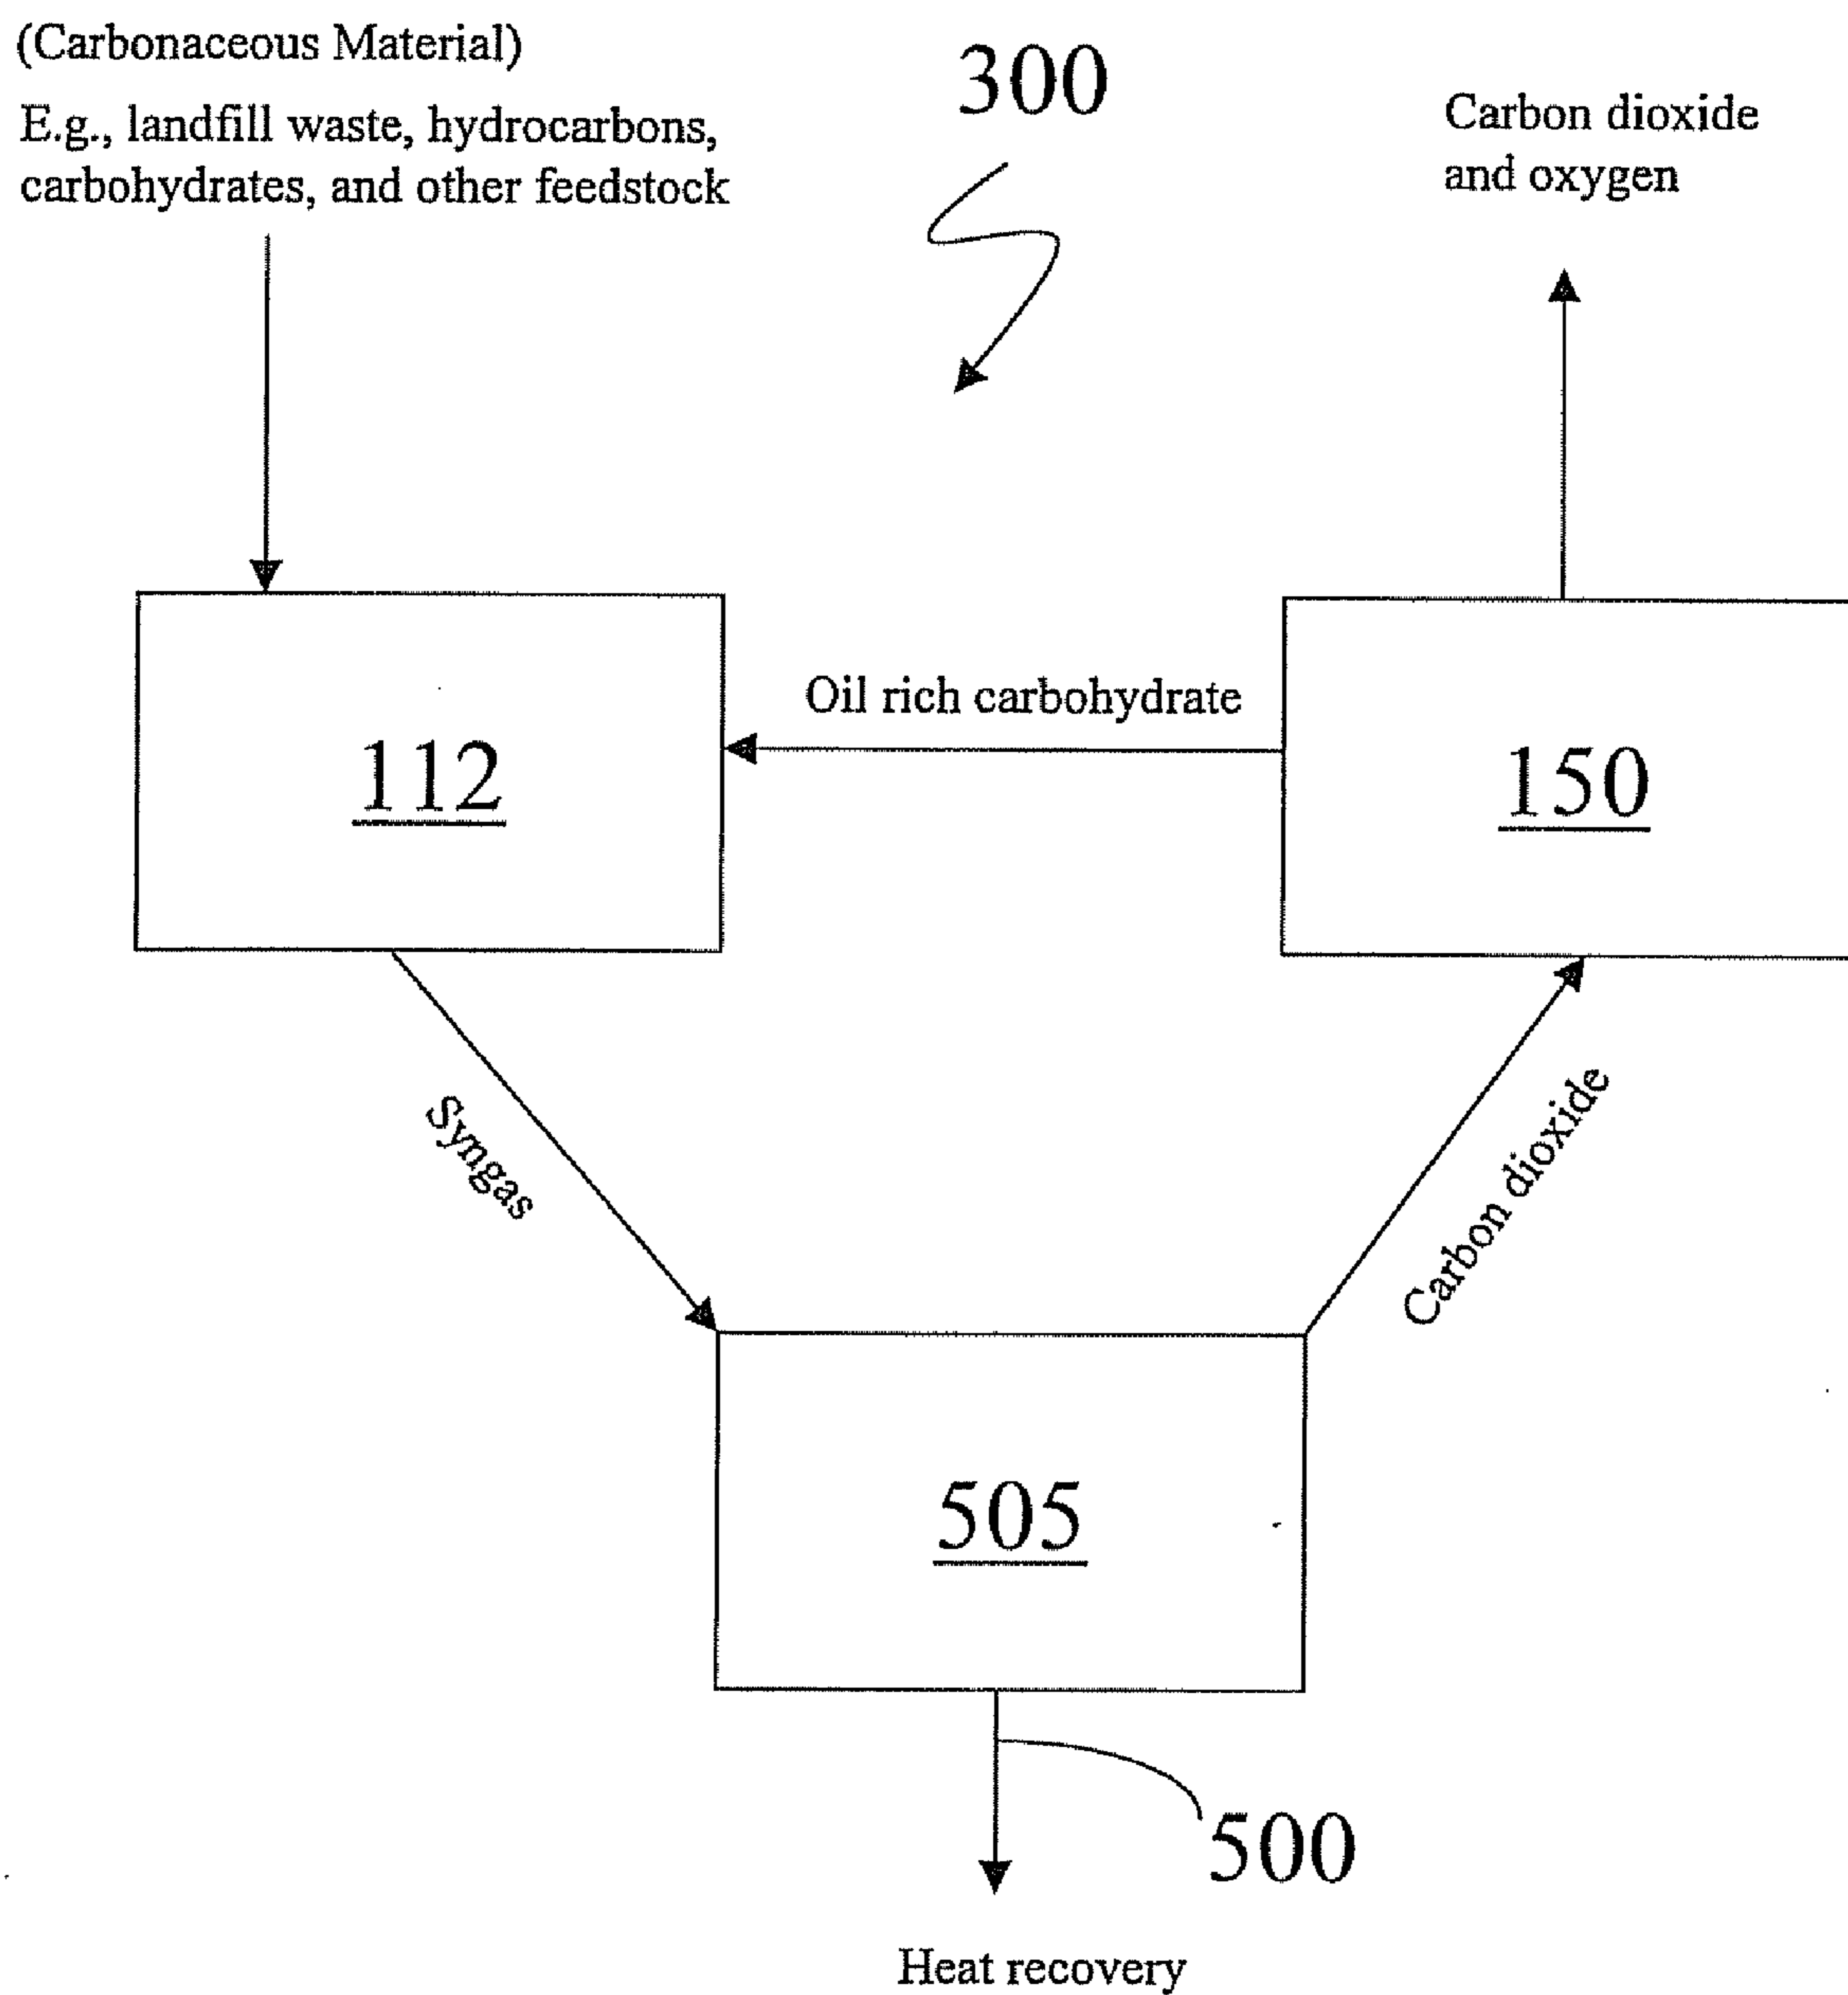 (Carbonaceous Material)
E.g., landfill waste, hydrocarbons,
carbohydrates, and other feedstock
300
Carbon dioxide
and oxygen
Oil rich carbohydrate
112
150
Syngas
Carbon dioxide
505
500
Heat recovery